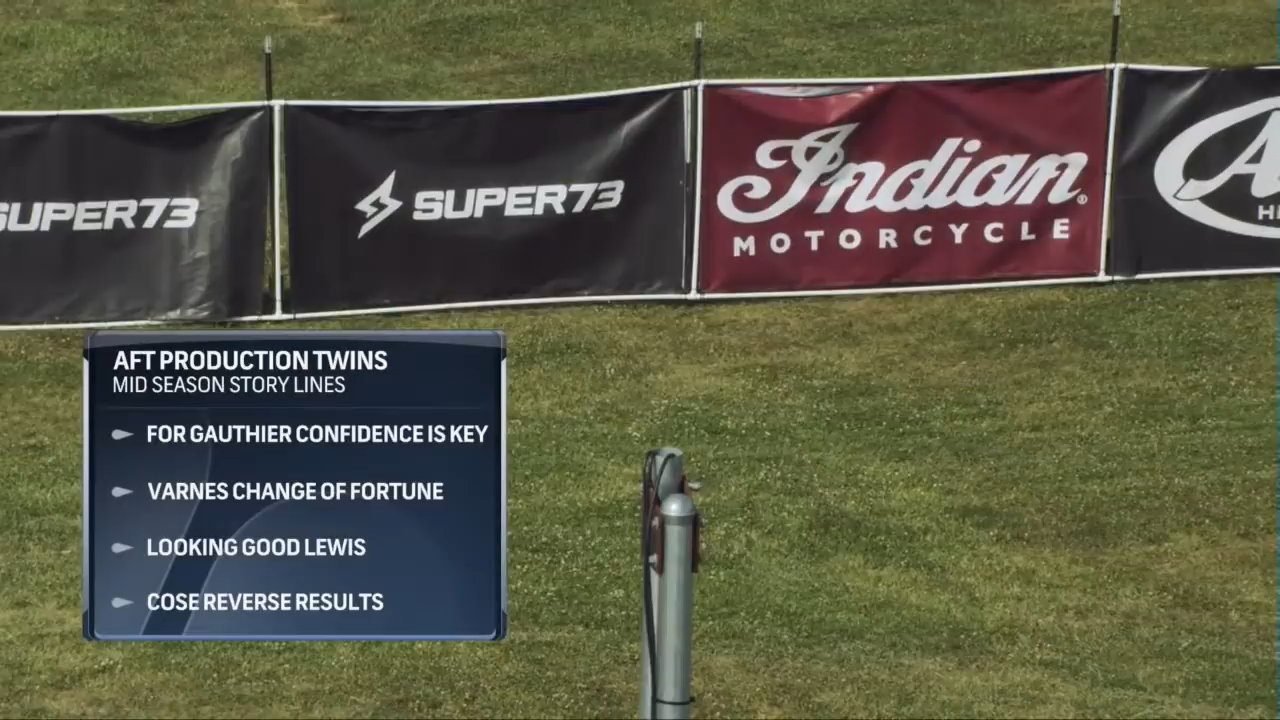 SUPER73
SUPER73
Indian
MOTORCYCLE
AFT PRODUCTION TWINS
MID SEASON STORY LINES
FOR GAUTHIER CONFIDENCE IS KEY
VARNES CHANGE OF FORTUNE
LOOKING GOOD LEWIS
COSE REVERSE RESULTS